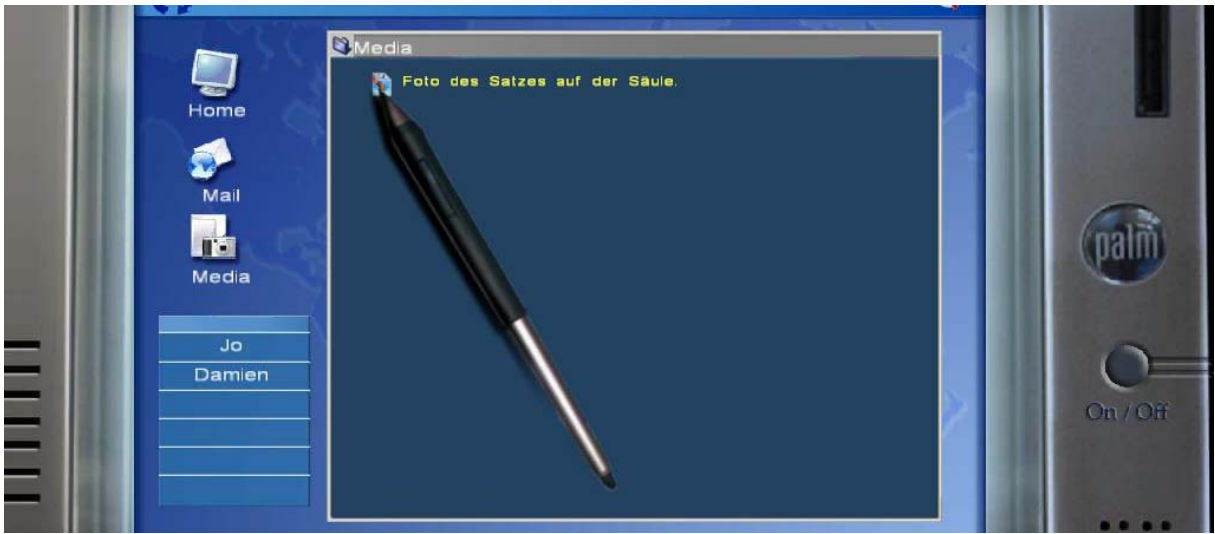 Media
Foto des Satzes auf der Säule.
Home
Mail
Media
Jo
Damien
palm
On / Off